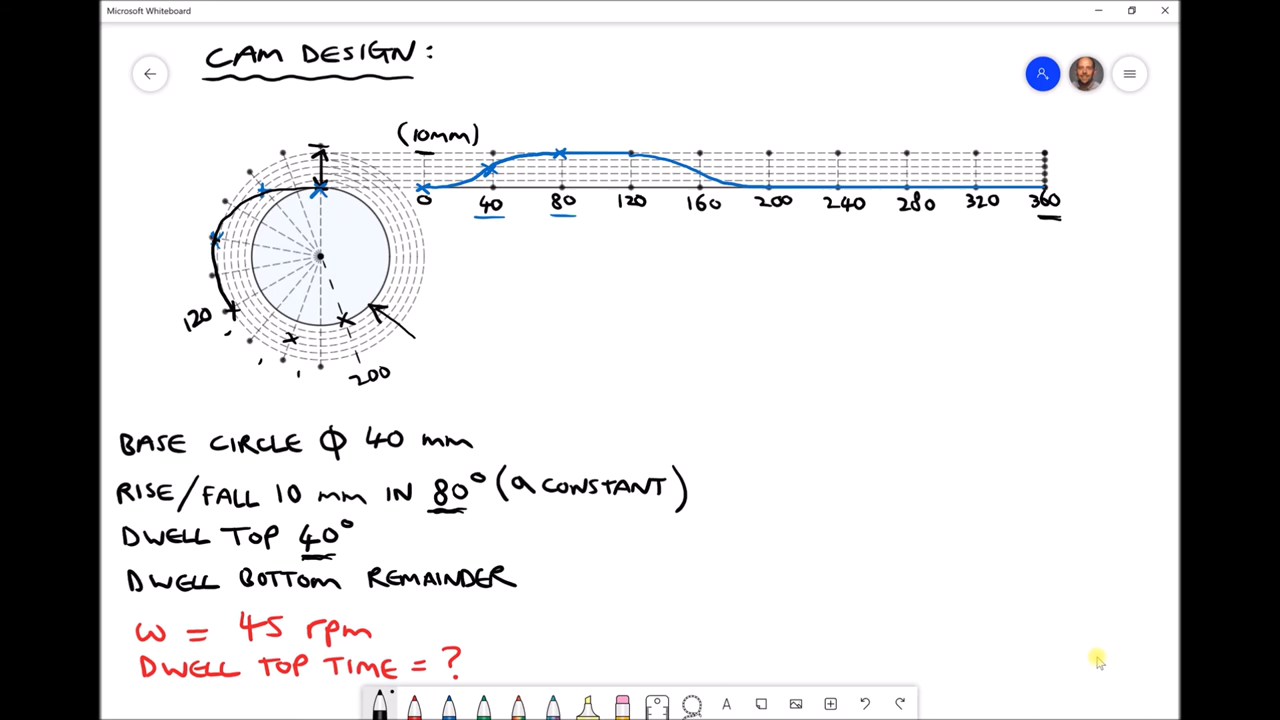 Microsoft Whiteboard
CAM DESIGN:
(10mm)
0 40 80 120 160 200 240 280 320 360
120
200
BASE CIRCLE Φ 40 mm
RISE/FALL 10 mm IN 80° (a CONSTANT)
DWELL TOP 40°
DWELL BOTTOM REMAINDER
ω = 45 rpm
DWELL TOP TIME = ?
A